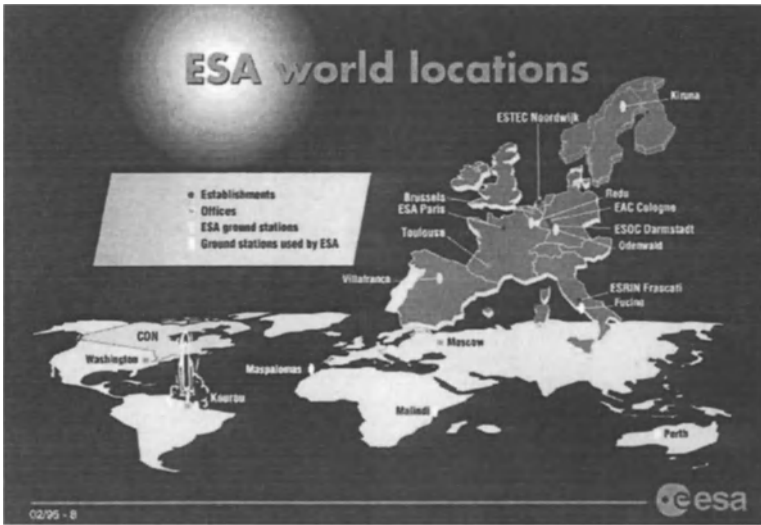 ESA world locations
Kiruna
ESTEC Noordwijk
Establishments
Offices
ESA ground stations
Ground stations used by ESA
Brussels
ESA Paris
Toulouse
Redu
EAC Cologne
ESOC Darmstadt
Odenwald
Villafranca
ESRIN Frascati
Fucino
CDN
Washington
Kourou
Maspalomas
Moscow
Malindi
Perth
02/95 - 8
esa